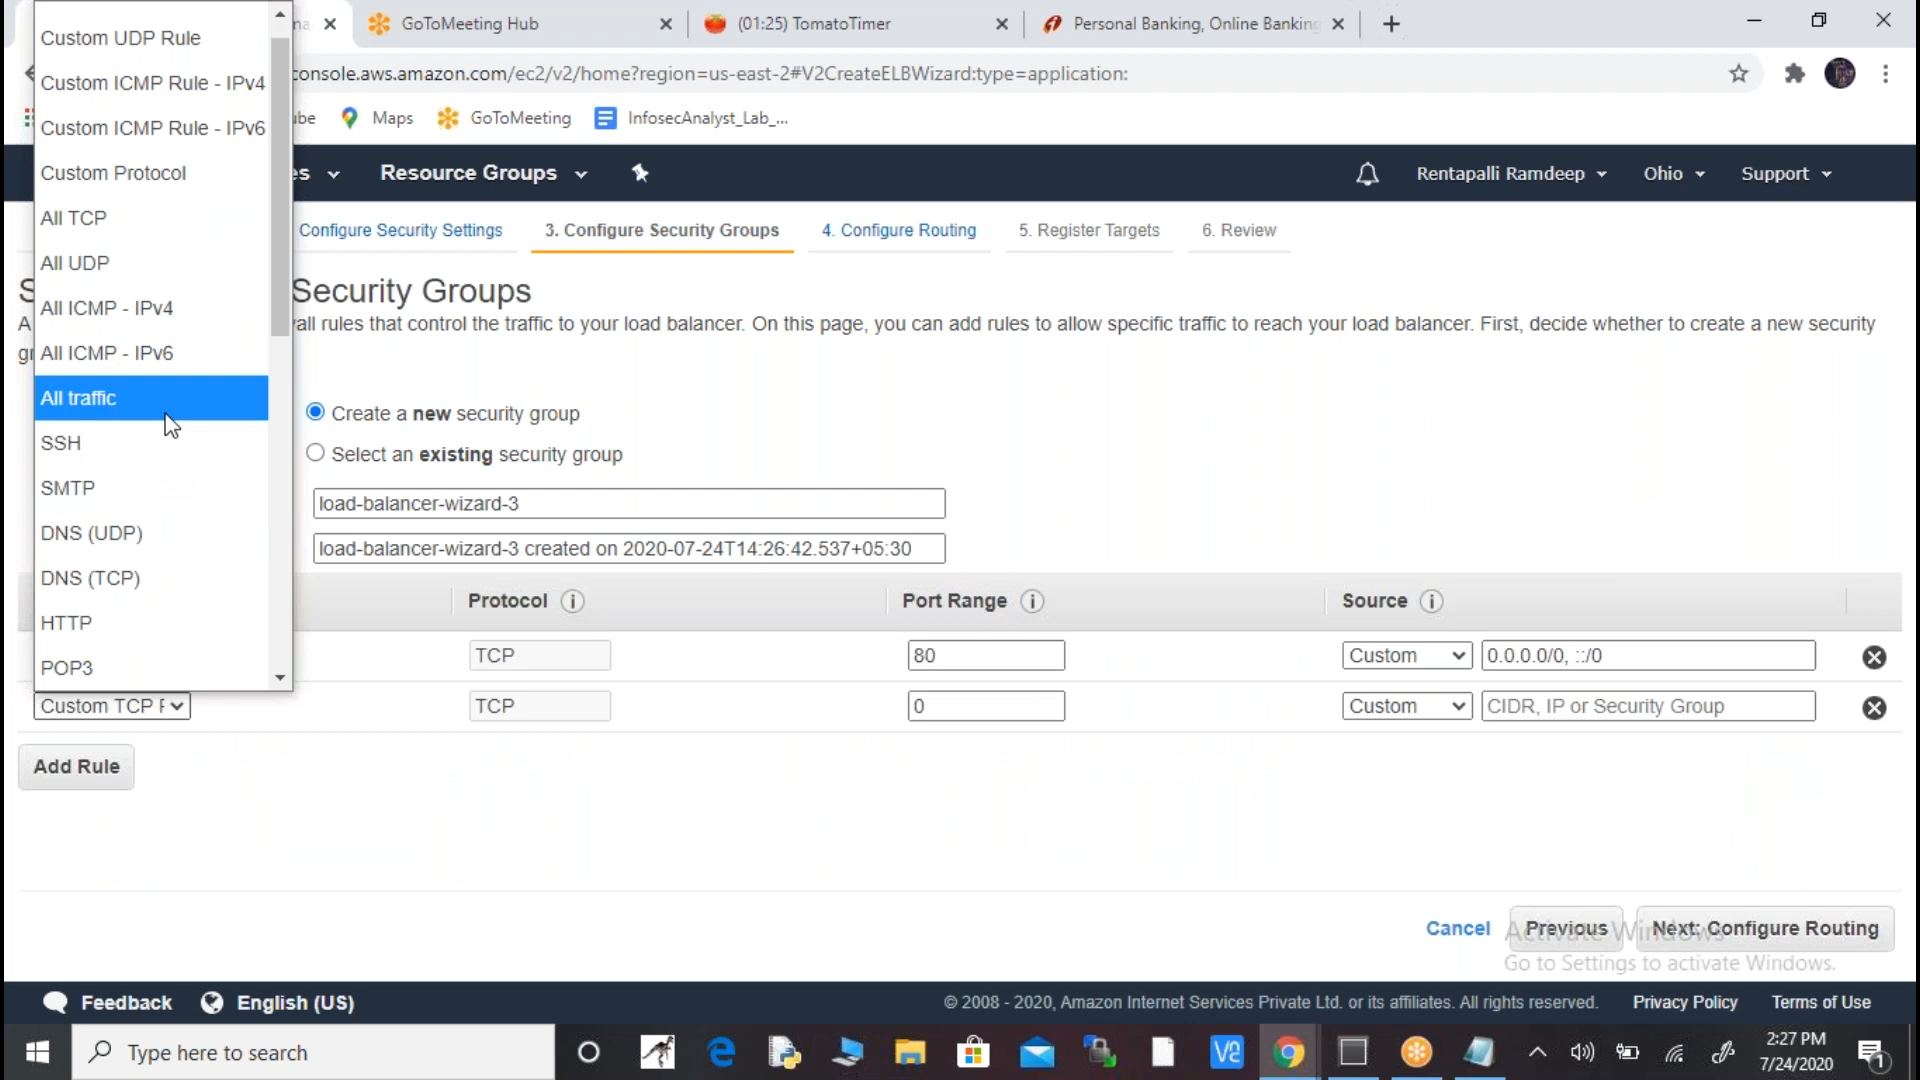 na
GoToMeeting Hub
(01:25) TomatoTimer
Personal Banking, Online Banking
console.aws.amazon.com/ec2/v2/home?region=us-east-2#V2CreateELBWizard:type=application:
ube
Maps
GoToMeeting
InfosecAnalyst_Lab_...
es
Resource Groups
Rentapalli Ramdeep
Ohio
Support
Configure Security Settings
3. Configure Security Groups
4. Configure Routing
5. Register Targets
6. Review
S
Security Groups
A
all rules that control the traffic to your load balancer. On this page, you can add rules to allow specific traffic to reach your load balancer. First, decide whether to create a new security
gr
Custom UDP Rule
Custom ICMP Rule - IPv4
Custom ICMP Rule - IPv6
Custom Protocol
All TCP
All UDP
All ICMP - IPv4
All ICMP - IPv6
All traffic
SSH
SMTP
DNS (UDP)
DNS (TCP)
HTTP
POP3
Create a new security group
Select an existing security group
load-balancer-wizard-3
load-balancer-wizard-3 created on 2020-07-24T14:26:42.537+05:30
Protocol
Port Range
Source
TCP
80
Custom
0.0.0.0/0, ::/0
Custom TCP F
TCP
0
Custom
CIDR, IP or Security Group
Add Rule
Cancel
Previous
Next: Configure Routing
Activate Windows
Go to Settings to activate Windows.
Feedback
English (US)
© 2008 - 2020, Amazon Internet Services Private Ltd. or its affiliates. All rights reserved.
Privacy Policy
Terms of Use
Type here to search
2:27 PM
7/24/2020
1